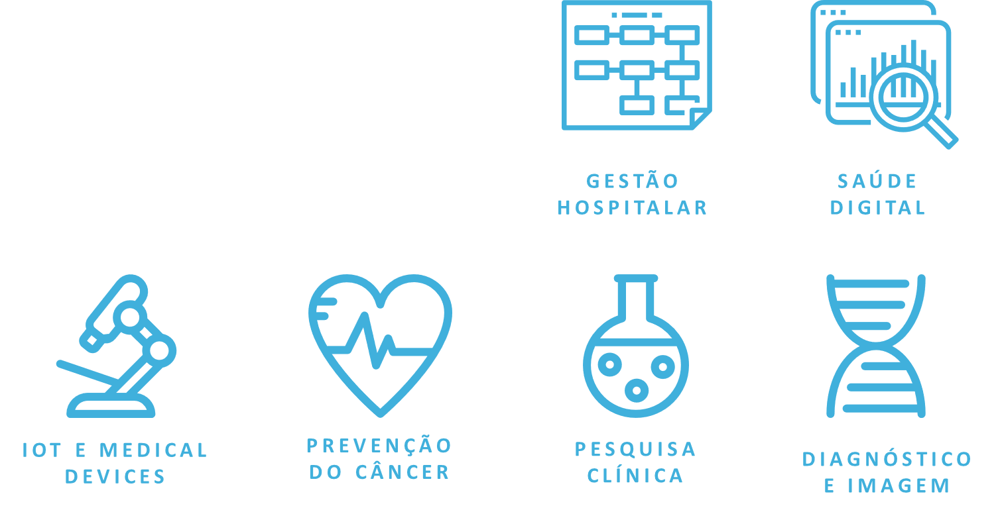 GESTÃO
HOSPITALAR
SAÚDE
DIGITAL
IOT E MEDICAL
DEVICES
PREVENÇÃO
DO CÂNCER
PESQUISA
CLÍNICA
DIAGNÓSTICO
E IMAGEM